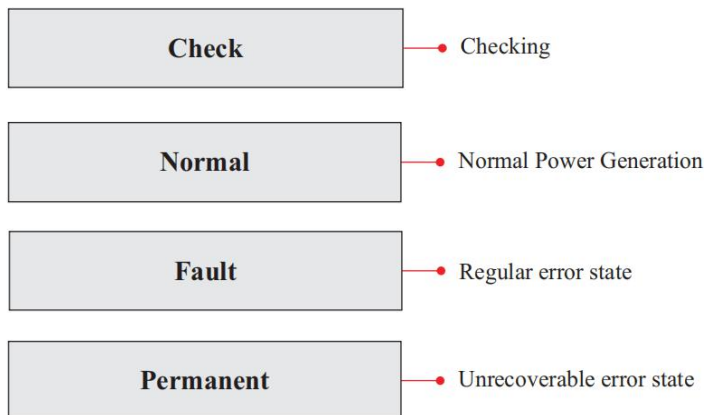 Check
Checking
Normal
Normal Power Generation
Fault
Regular error state
Permanent
Unrecoverable error state